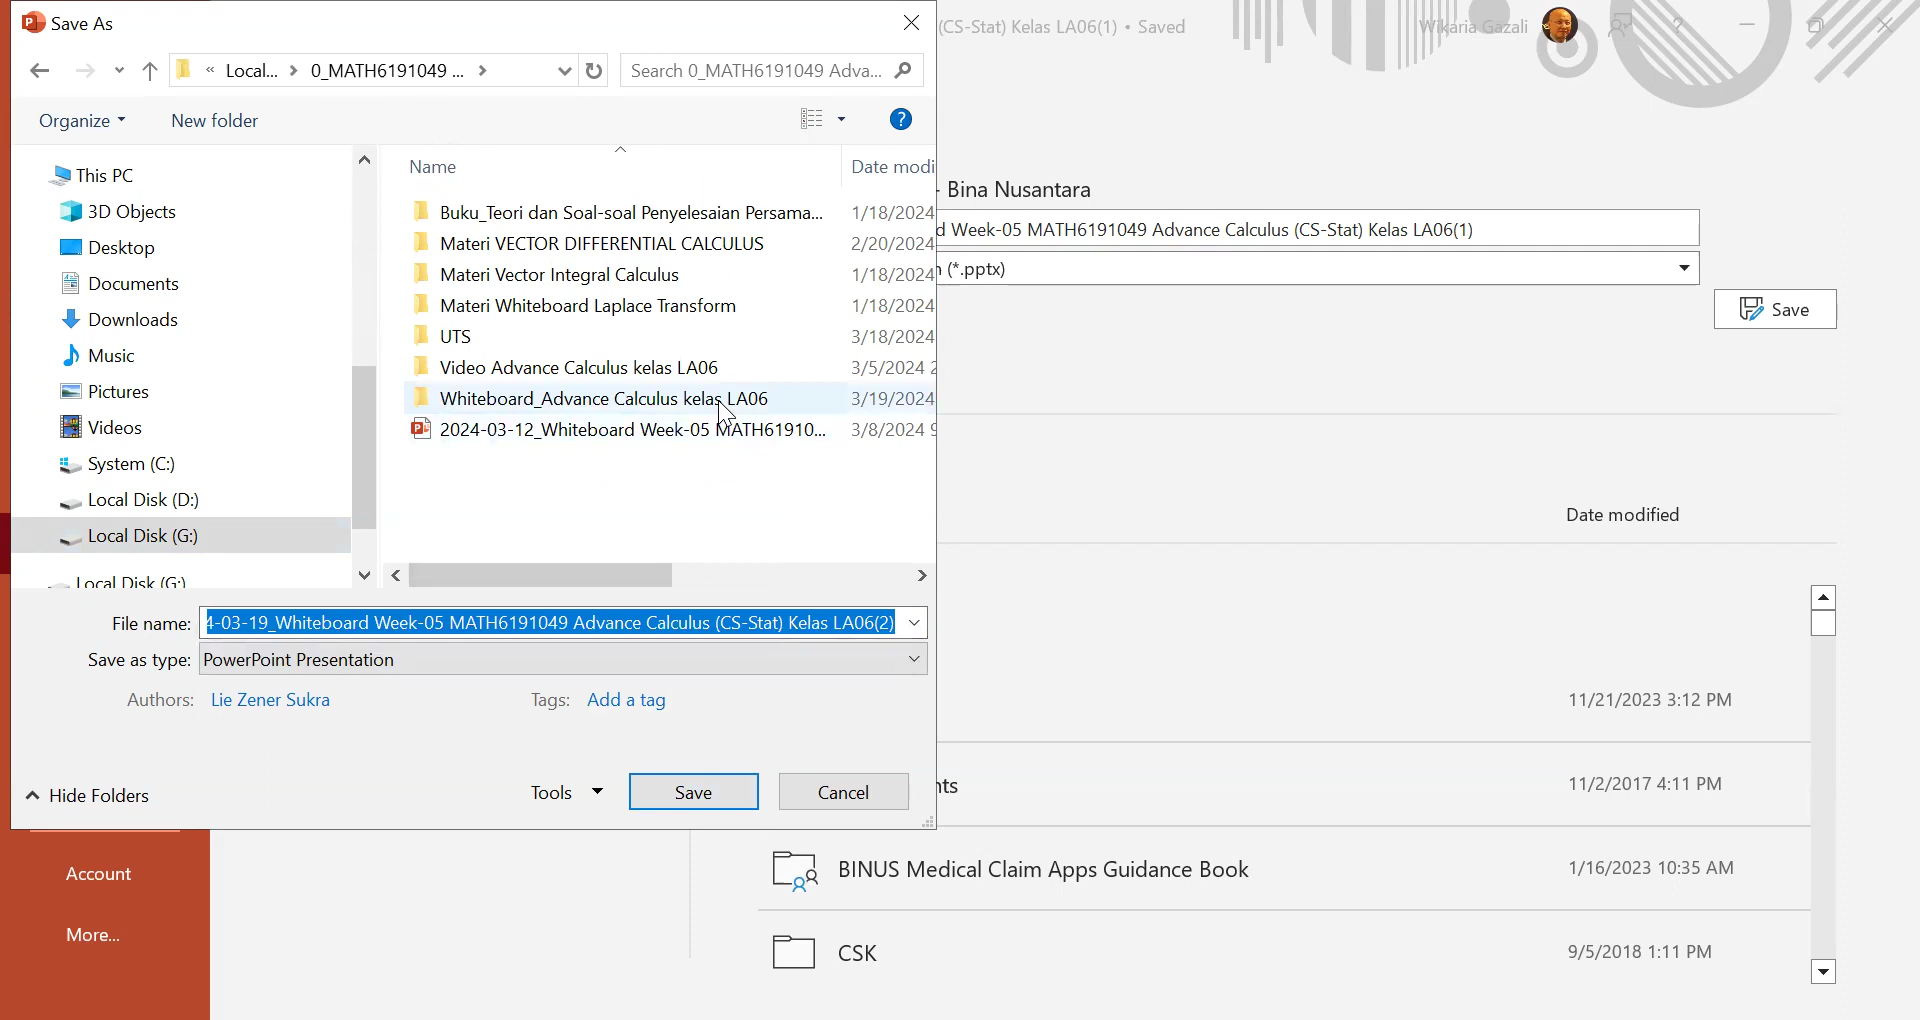 Save As
« Local... > 0_MATH6191049 ... >
Search 0_MATH6191049 Adva...
Organize
New folder
?
This PC
3D Objects
Desktop
Documents
Downloads
Music
Pictures
Videos
System (C:)
Local Disk (D:)
Local Disk (G:)
Local Disk (G:)
Name
Date modi
Buku_Teori dan Soal-soal Penyelesaian Persama... 1/18/2024
Materi VECTOR DIFFERENTIAL CALCULUS 2/20/2024
Materi Vector Integral Calculus 1/18/2024
Materi Whiteboard Laplace Transform 1/18/2024
UTS 3/18/2024
Video Advance Calculus kelas LA06 3/5/2024 2
Whiteboard_Advance Calculus kelas LA06 3/19/2024
2024-03-12_Whiteboard Week-05 MATH61910... 3/8/2024 9
File name: 4-03-19_Whiteboard Week-05 MATH6191049 Advance Calculus (CS-Stat) Kelas LA06(2)
Save as type: PowerPoint Presentation
Authors: Lie Zener Sukra
Tags: Add a tag
Hide Folders
Tools
Save
Cancel
(CS-Stat) Kelas LA06(1) • Saved
Wikaria Gazali
?
- Bina Nusantara
d Week-05 MATH6191049 Advance Calculus (CS-Stat) Kelas LA06(1)
n (*.pptx)
Save
Date modified
11/21/2023 3:12 PM
nts 11/2/2017 4:11 PM
BINUS Medical Claim Apps Guidance Book 1/16/2023 10:35 AM
CSK 9/5/2018 1:11 PM
Account
More...